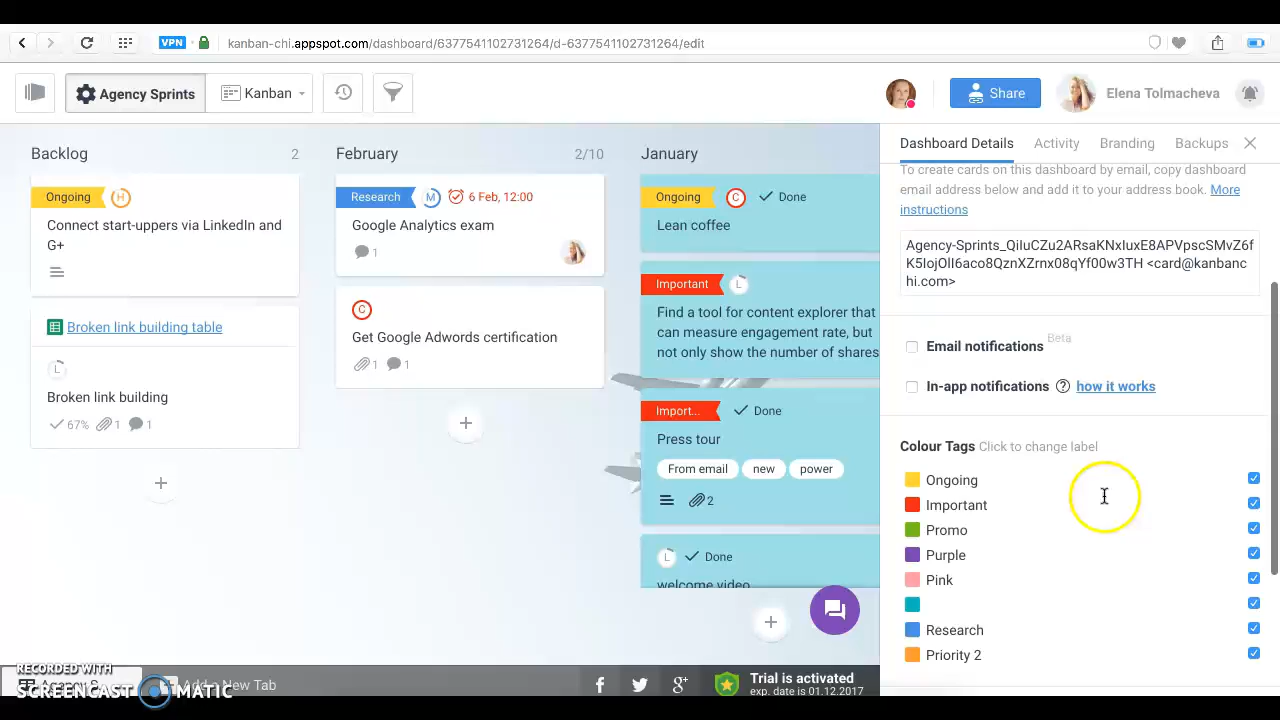 VPN kanban-chi.appspot.com/dashboard/6377541102731264/d-6377541102731264/edit
Agency Sprints Kanban Share Elena Tolmacheva
Backlog 2
Ongoing H
Connect start-uppers via LinkedIn and
G+
Broken link building table
L
Broken link building
67% 1 1
February 2/10
Research M 6 Feb, 12:00
Google Analytics exam
1
C
Get Google Adwords certification
1 1
January
Ongoing C Done
Lean coffee
Important L
Find a tool for content explorer that
can measure engagement rate, but
not only show the number of shares
Import... Done
Press tour
From email new power
2
L Done
welcome video
Dashboard Details Activity Branding Backups
To create cards on this dashboard by email, copy dashboard
email address below and add it to your address book. More
instructions
Agency-Sprints_QiIuCZu2ARsaKNxIuxE8APVpscSMvZ6f
K5lojOlI6aco8QznXZrnx08qYf00w3TH <card@kanbanc
hi.com>
Email notifications Beta
In-app notifications ? how it works
Colour Tags Click to change label
Ongoing
Important
Promo
Purple
Pink
Research
Priority 2
Add a New Tab
Trial is activated
exp. date is 01.12.2017
RECORDED WITH
SCREENCAST MATIC